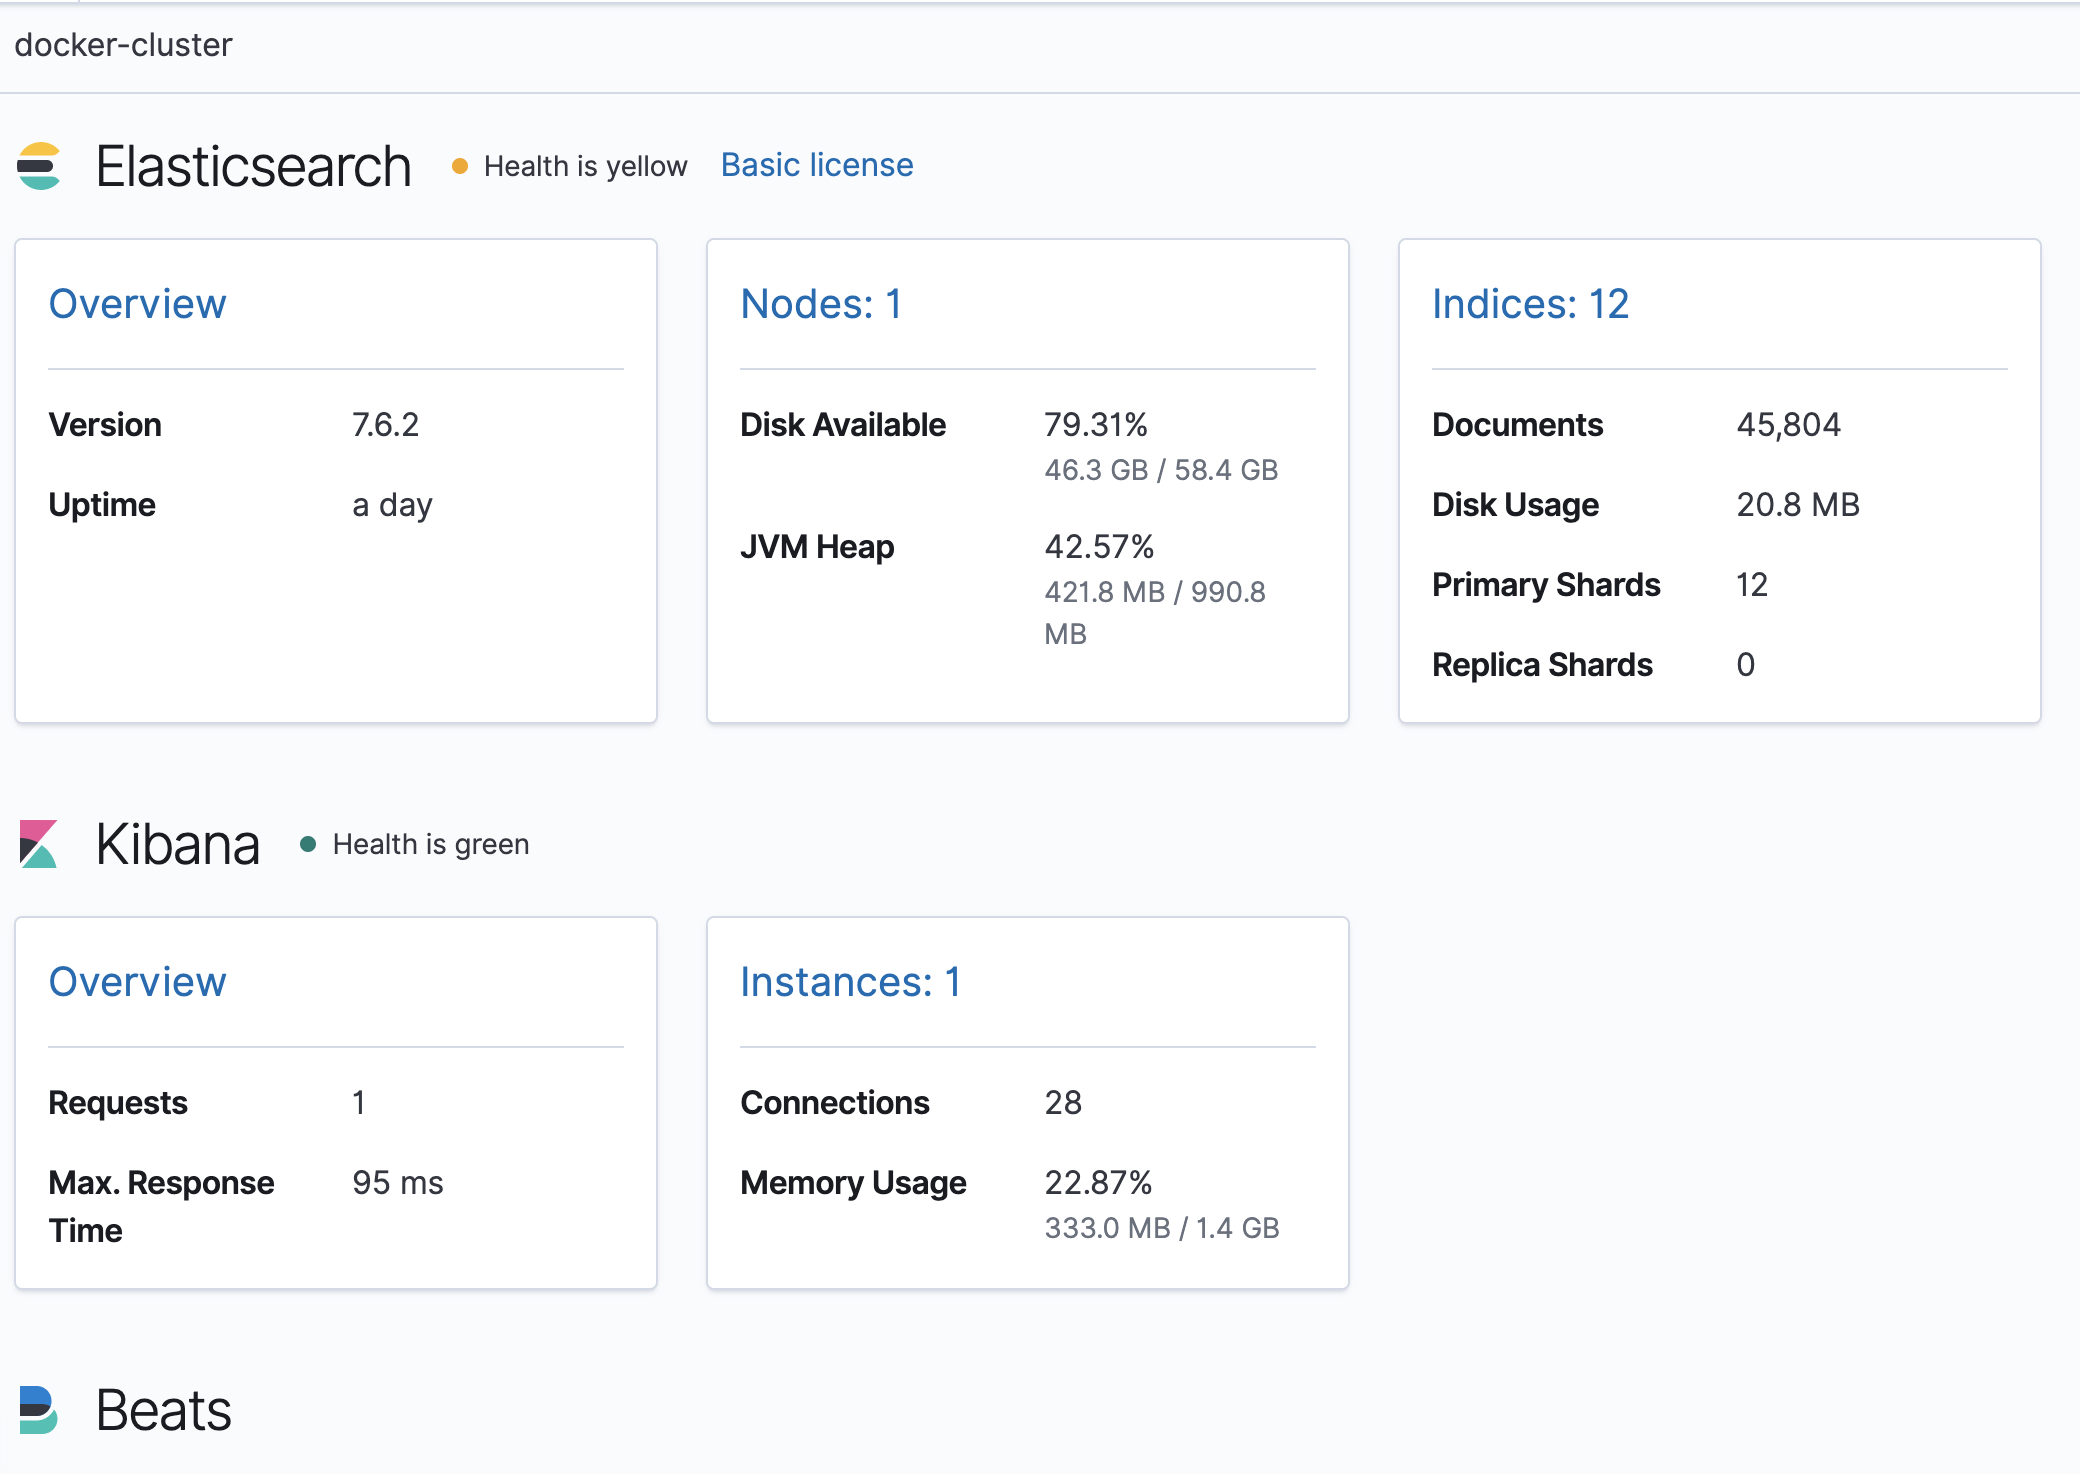 docker-cluster
Elasticsearch Health is yellow Basic license
Overview
Version 7.6.2
Uptime a day
Nodes: 1
Disk Available 79.31%
46.3 GB / 58.4 GB
JVM Heap 42.57%
421.8 MB / 990.8
MB
Indices: 12
Documents 45,804
Disk Usage 20.8 MB
Primary Shards 12
Replica Shards 0
Kibana Health is green
Overview
Requests 1
Max. Response 95 ms
Time
Instances: 1
Connections 28
Memory Usage 22.87%
333.0 MB / 1.4 GB
Beats